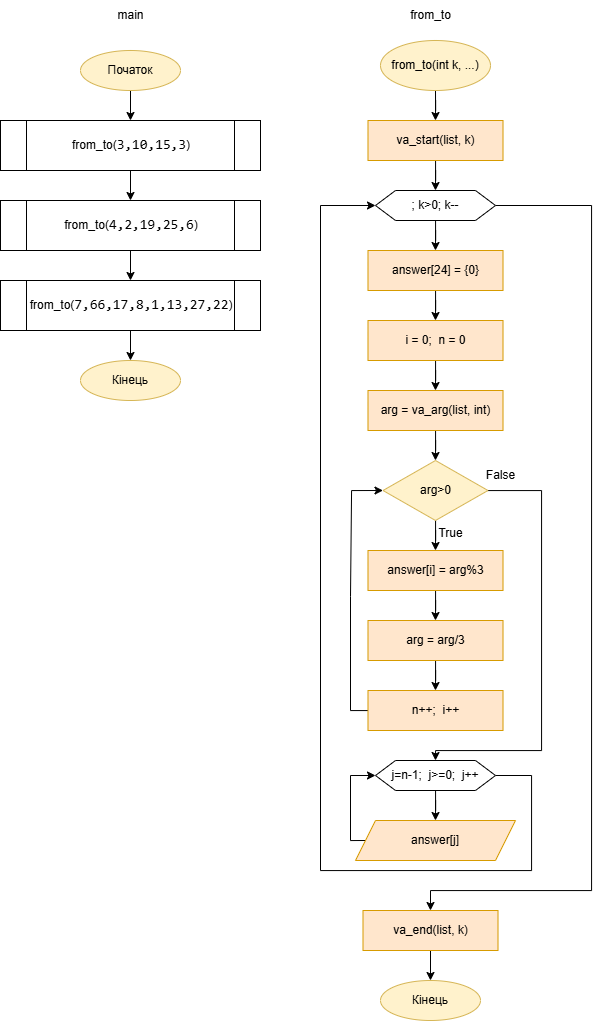 main
Початок
from_to(3,10,15,3)
from_to(4,2,19,25,6)
from_to(7,66,17,8,1,13,27,22)
Кінець
from_to
from_to(int k, ...)
va_start(list, k)
; k>0; k--
answer[24] = {0}
i = 0; n = 0
arg = va_arg(list, int)
arg>0
False
True
answer[i] = arg%3
arg = arg/3
n++; i++
j=n-1; j>=0; j++
answer[j]
va_end(list, k)
Кінець